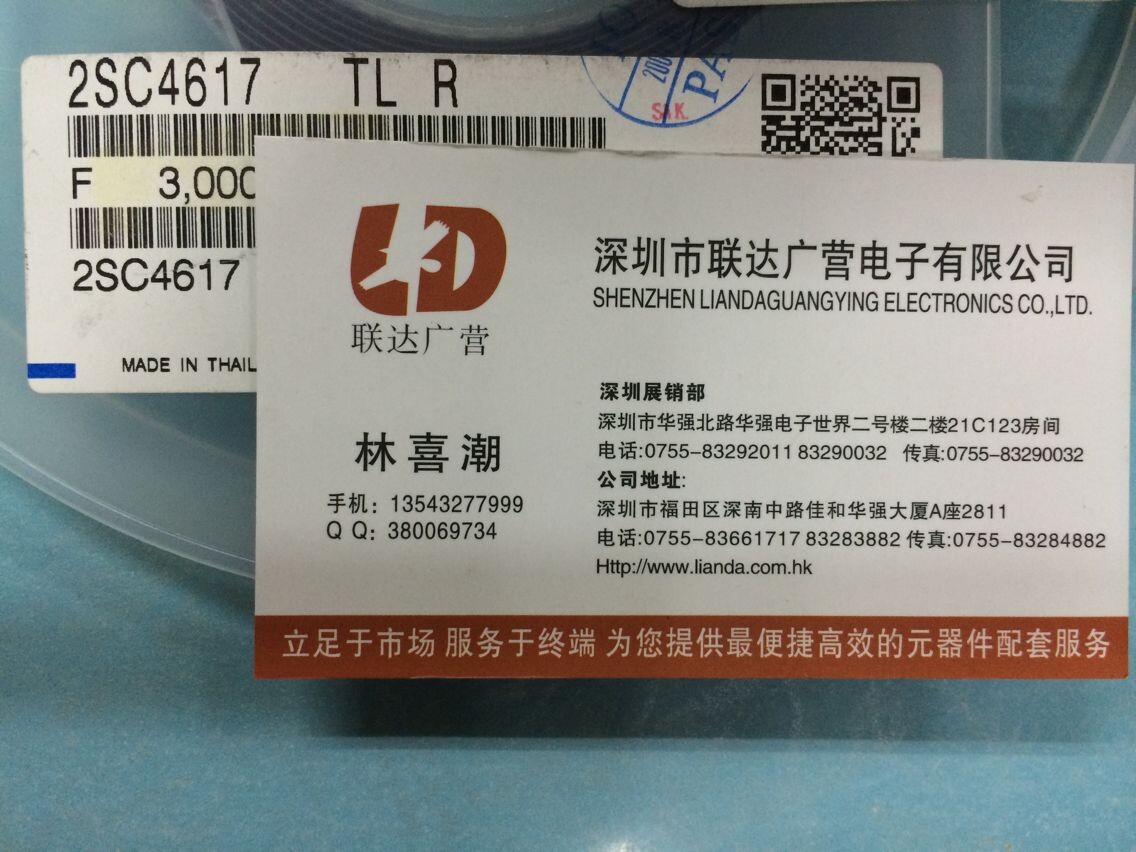 2SC4617 TL R
F 3,000
2SC4617
MADE IN THAIL
200
PA
SAK.
LD
联达广营
深圳市联达广营电子有限公司
SHENZHEN LIANDAGUANGYING ELECTRONICS CO.,LTD.
林喜潮
手机：13543277999
QQ：380069734
深圳展销部
深圳市华强北路华强电子世界二号楼二楼21C123房间
电话:0755-83292011 83290032 传真:0755-83290032
公司地址:
深圳市福田区深南中路佳和华强大厦A座2811
电话:0755-83661717 83283882 传真:0755-83284882
Http://www.lianda.com.hk
立足于市场 服务于终端 为您提供最便捷高效的元器件配套服务